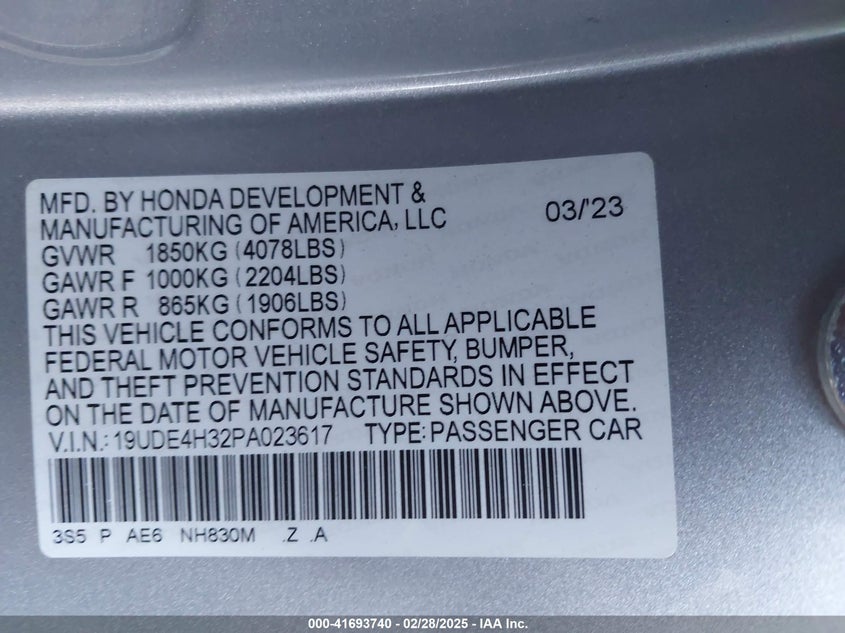 MFD. BY HONDA DEVELOPMENT &
MANUFACTURING OF AMERICA, LLC 03/'23
GVWR 1850KG (4078LBS)
GAWR F 1000KG (2204LBS)
GAWR R 865KG (1906LBS)
THIS VEHICLE CONFORMS TO ALL APPLICABLE
FEDERAL MOTOR VEHICLE SAFETY, BUMPER,
AND THEFT PREVENTION STANDARDS IN EFFECT
ON THE DATE OF MANUFACTURE SHOWN ABOVE.
V.I.N.: 19UDE4H32PA023617 TYPE: PASSENGER CAR
3S5 P AE6 NH830M .Z .A
000-41693740 - 02/28/2025 - IAA Inc.